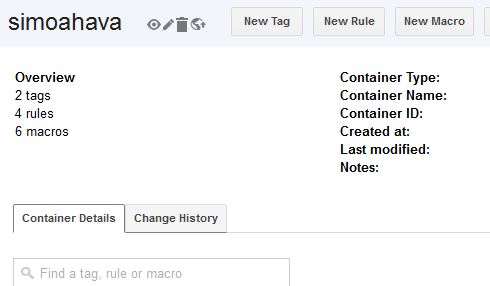 simoahava
New Tag
New Rule
New Macro
Overview
2 tags
4 rules
6 macros
Container Type:
Container Name:
Container ID:
Created at:
Last modified:
Notes:
Container Details
Change History
Find a tag, rule or macro